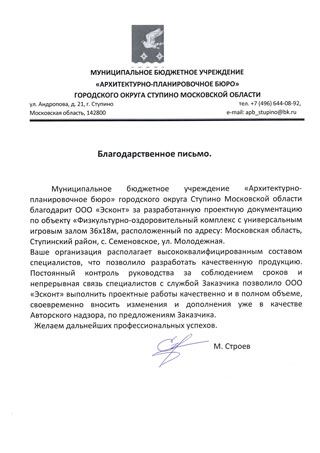 МУНИЦИПАЛЬНОЕ БЮДЖЕТНОЕ УЧРЕЖДЕНИЕ
«АРХИТЕКТУРНО-ПЛАНИРОВОЧНОЕ БЮРО»
ГОРОДСКОГО ОКРУГА СТУПИНО МОСКОВСКОЙ ОБЛАСТИ
ул. Андропова, д. 21, г. Ступино тел. +7 (496) 644-08-92,
Московская область, 142800 e-mail: apb_stupino@bk.ru
Благодарственное письмо.
Муниципальное бюджетное учреждение «Архитектурно-
планировочное бюро» городского округа Ступино Московской области
благодарит ООО «Эсконт» за разработанную проектную документацию
по объекту «Физкультурно-оздоровительный комплекс с универсальным
игровым залом 36х18м, расположенный по адресу: Московская область,
Ступинский район, с. Семеновское, ул. Молодежная.
Ваше организация располагает высококвалифицированным составом
специалистов, что позволило разработать качественную продукцию.
Постоянный контроль руководства за соблюдением сроков и
непрерывная связь специалистов с службой Заказчика позволило ООО
«Эсконт» выполнить проектные работы качественно и в полном объеме,
своевременно вносить изменения и дополнения уже в качестве
Авторского надзора, по предложениям Заказчика.
Желаем дальнейших профессиональных успехов.
М. Строев